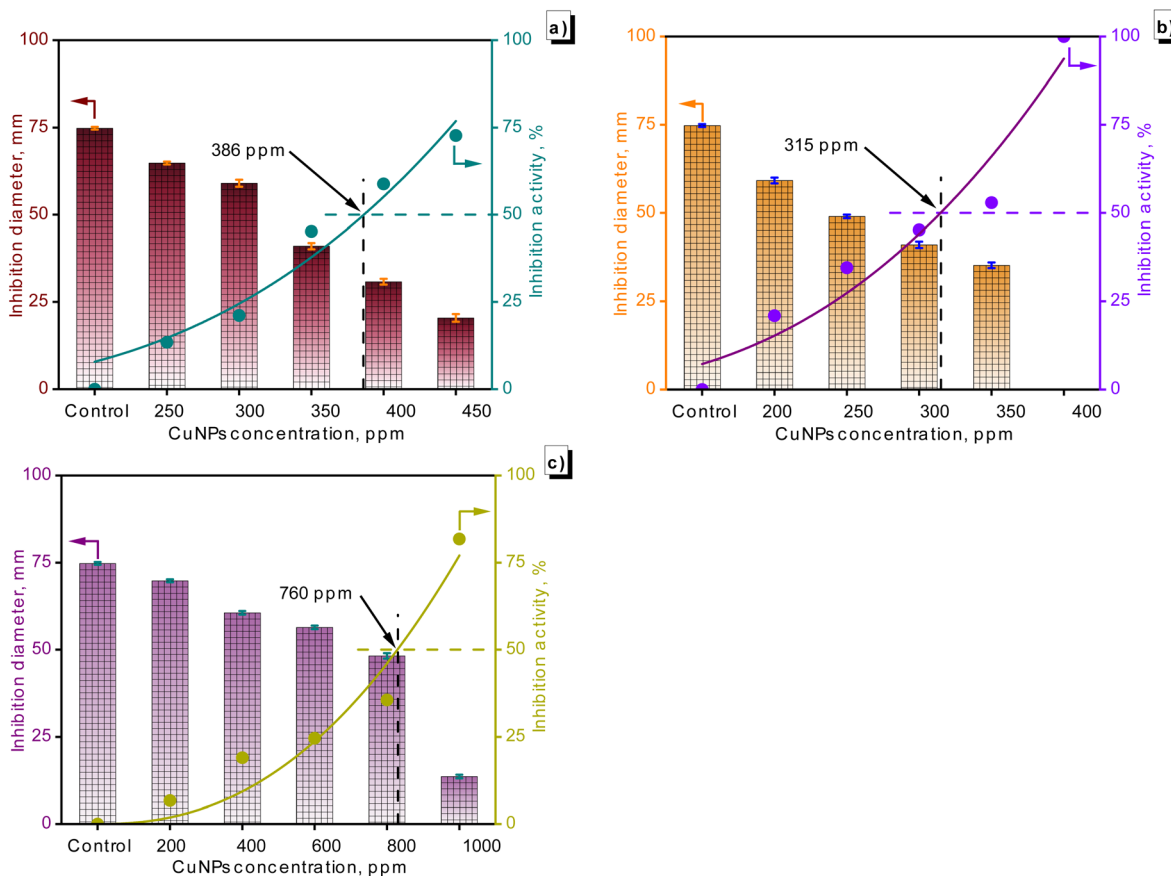 a)
100
75
50
25
0
Inhibition diameter, mm
386 ppm
100
75
50
25
0
Inhibition activity, %
Control 250 300 350 400 450
CuNPs concentration, ppm
b)
100
75
50
25
0
Inhibition diameter, mm
315 ppm
100
75
50
25
0
Inhibition activity, %
Control 200 250 300 350 400
CuNPs concentration, ppm
c)
100
75
50
25
0
Inhibition diameter, mm
760 ppm
100
75
50
25
0
Inhibition activity, %
Control 200 400 600 800 1000
CuNPs concentration, ppm